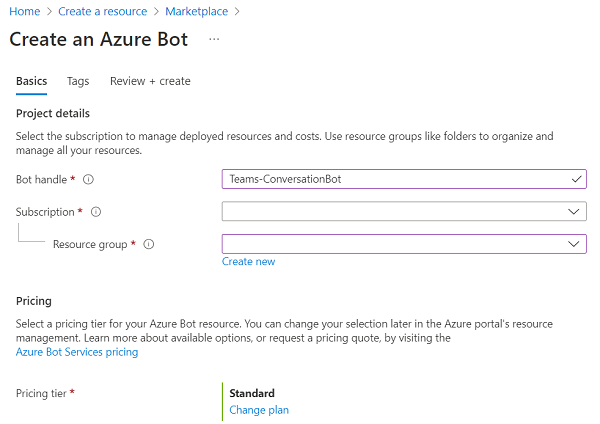 Home > Create a resource > Marketplace >
Create an Azure Bot ...
Basics Tags Review + create
Project details
Select the subscription to manage deployed resources and costs. Use resource groups like folders to organize and
manage all your resources.
Bot handle * Teams-ConversationBot
Subscription *
Resource group *
Create new
Pricing
Select a pricing tier for your Azure Bot resource. You can change your selection later in the Azure portal's resource
management. Learn more about available options, or request a pricing quote, by visiting the
Azure Bot Services pricing
Pricing tier * Standard
Change plan